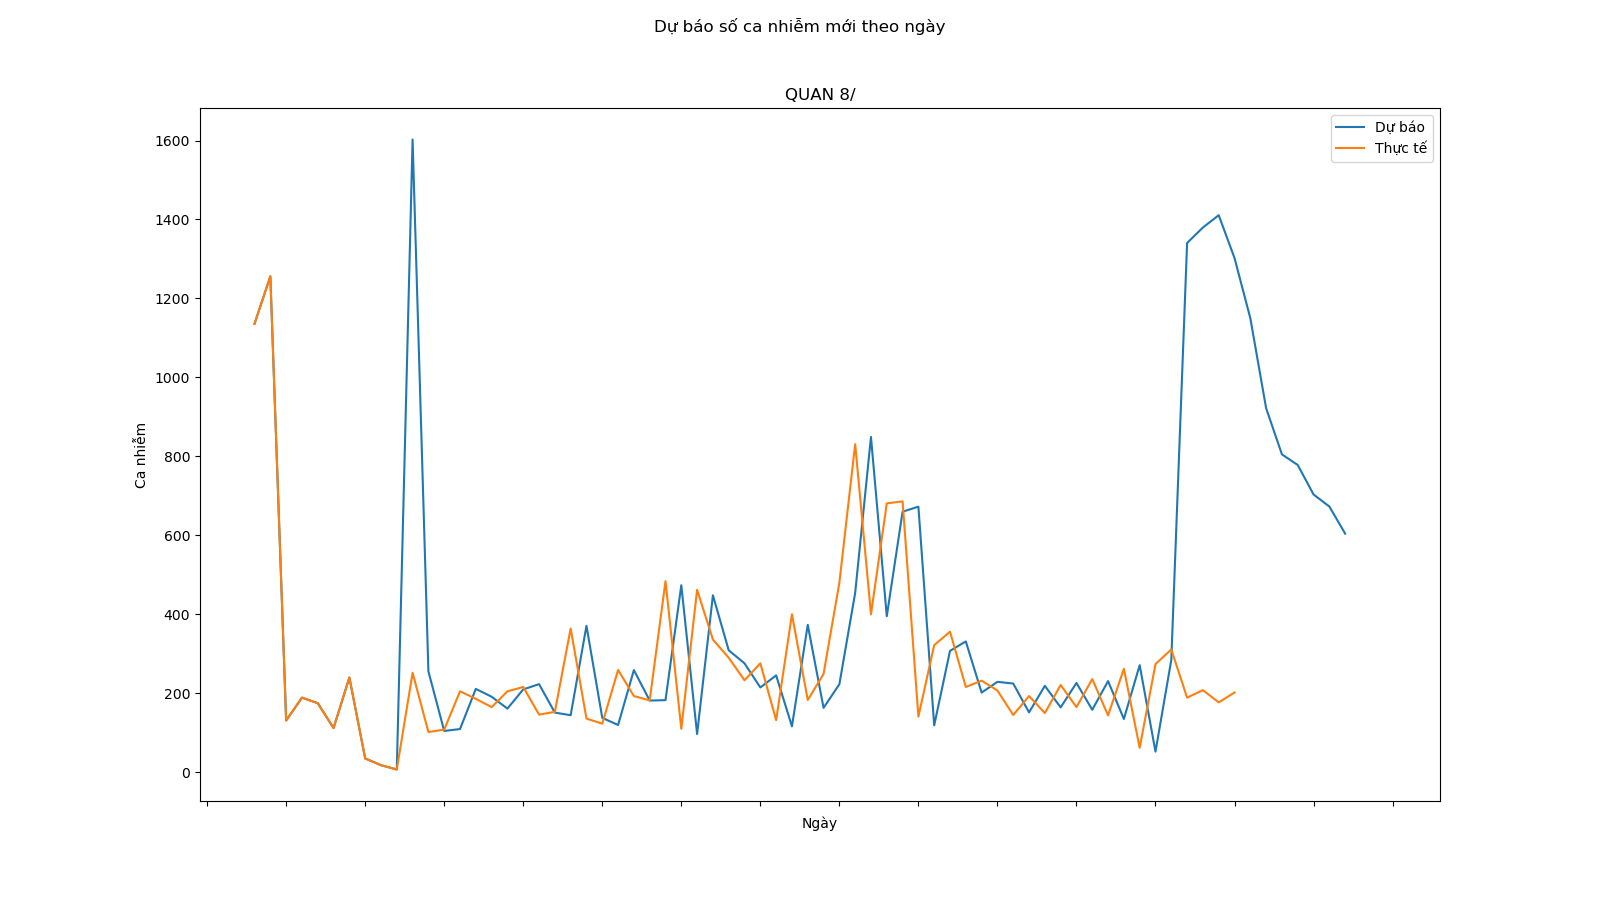 Dự báo số ca nhiễm mới theo ngày
QUAN 8/
Dự báo
Thực tế
1600
1400
1200
1000
800
600
400
200
0
Ca nhiễm
Ngày